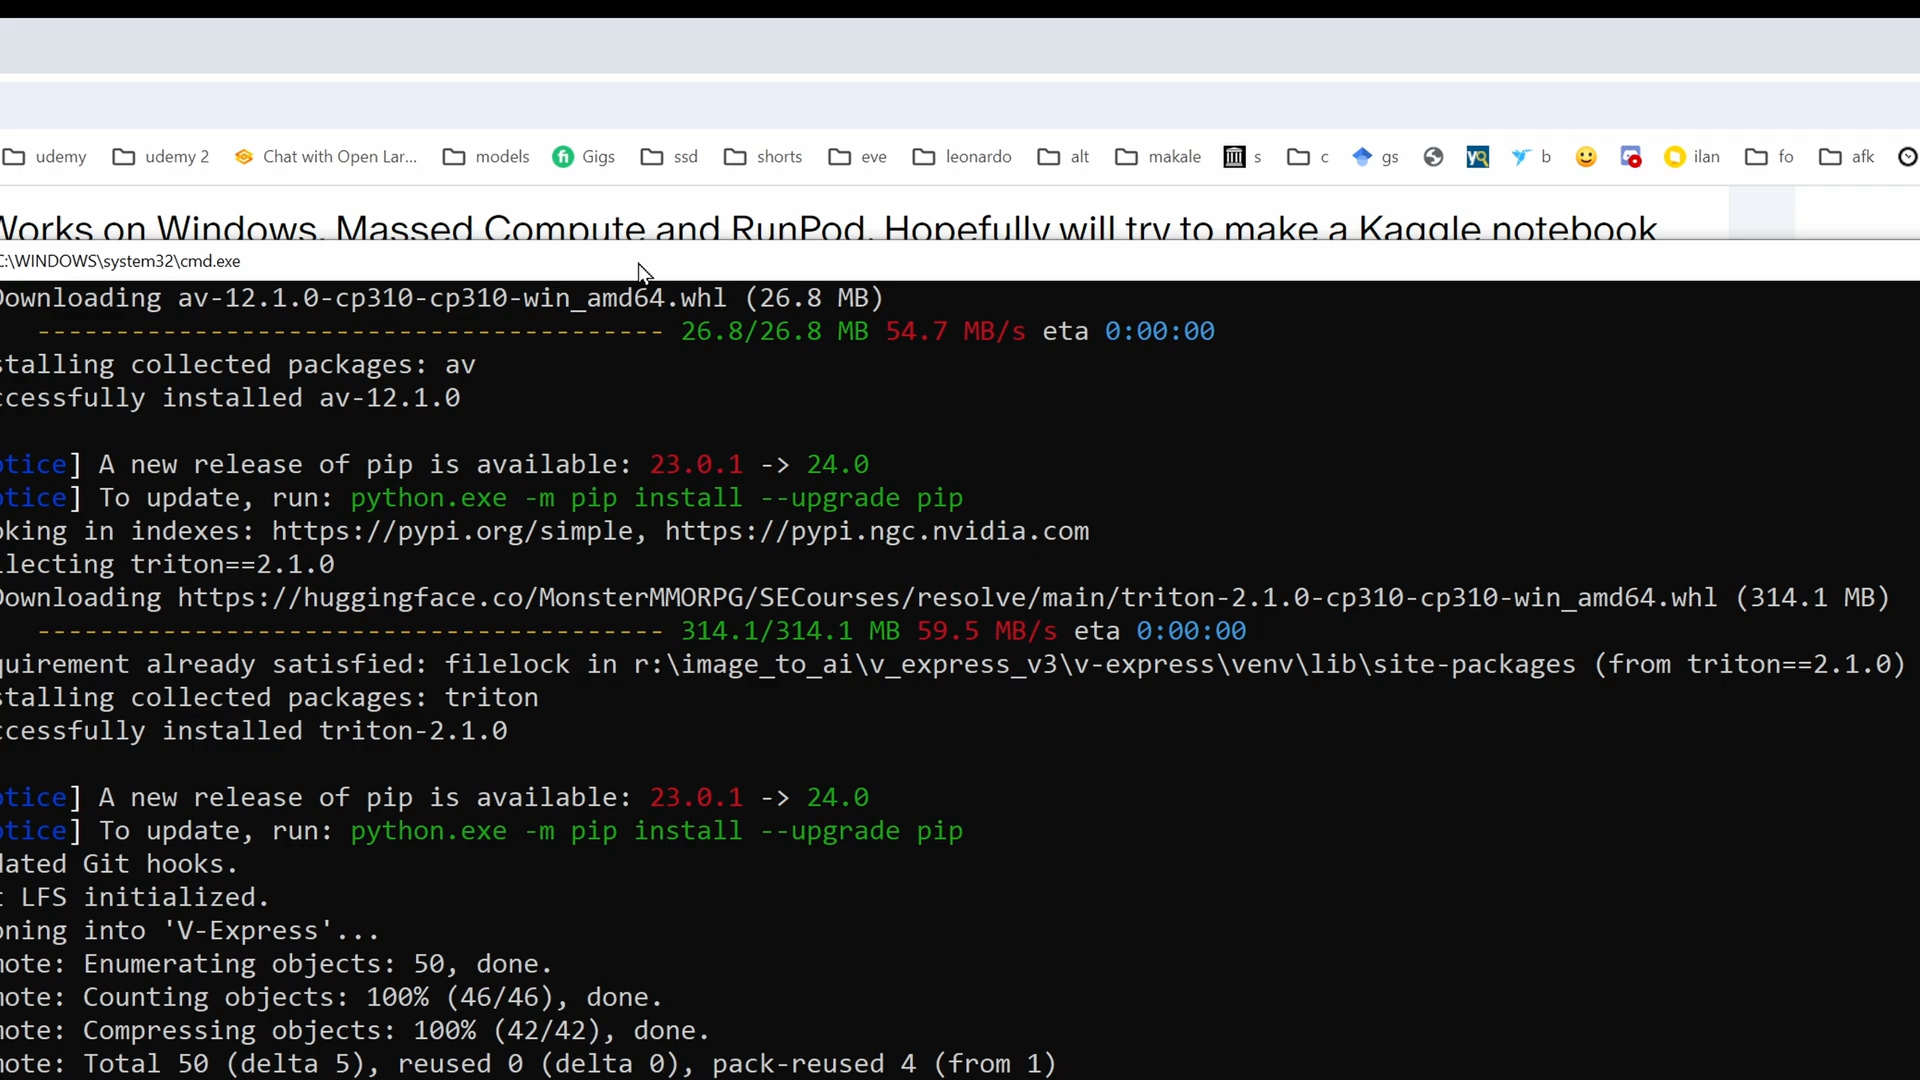 udemy udemy 2 Chat with Open Lar... models Gigs ssd shorts eve leonardo alt makale s c gs b ilan fo afk
Works on Windows, Massed Compute and RunPod. Hopefully will try to make a Kaggle notebook
C:\WINDOWS\system32\cmd.exe
Downloading av-12.1.0-cp310-cp310-win_amd64.whl (26.8 MB)
---------------------------------------- 26.8/26.8 MB 54.7 MB/s eta 0:00:00
stalling collected packages: av
ccessfully installed av-12.1.0
otice] A new release of pip is available: 23.0.1 -> 24.0
otice] To update, run: python.exe -m pip install --upgrade pip
oking in indexes: https://pypi.org/simple, https://pypi.ngc.nvidia.com
llecting triton==2.1.0
Downloading https://huggingface.co/MonsterMMORPG/SECourses/resolve/main/triton-2.1.0-cp310-cp310-win_amd64.whl (314.1 MB)
---------------------------------------- 314.1/314.1 MB 59.5 MB/s eta 0:00:00
quirement already satisfied: filelock in r:\image_to_ai\v_express_v3\v-express\venv\lib\site-packages (from triton==2.1.0)
stalling collected packages: triton
ccessfully installed triton-2.1.0
otice] A new release of pip is available: 23.0.1 -> 24.0
otice] To update, run: python.exe -m pip install --upgrade pip
dated Git hooks.
t LFS initialized.
oning into 'V-Express'...
mote: Enumerating objects: 50, done.
mote: Counting objects: 100% (46/46), done.
mote: Compressing objects: 100% (42/42), done.
mote: Total 50 (delta 5), reused 0 (delta 0), pack-reused 4 (from 1)